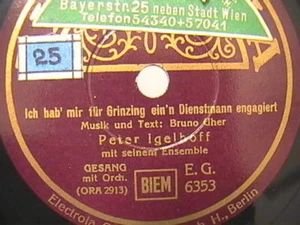 Bayerstr. 25 neben Stadt Wien
Telefon 54340+57041
25
A
Ich hab' mir für Grinzing ein'n Dienstmann engagiert
Musik und Text: Bruno Uher
Peter Igelhoff
mit seinem Ensemble
GESANG
mit Orch.
(ORA 2913)
BIEM
E.G.
6353
Electrola
H., Berlin